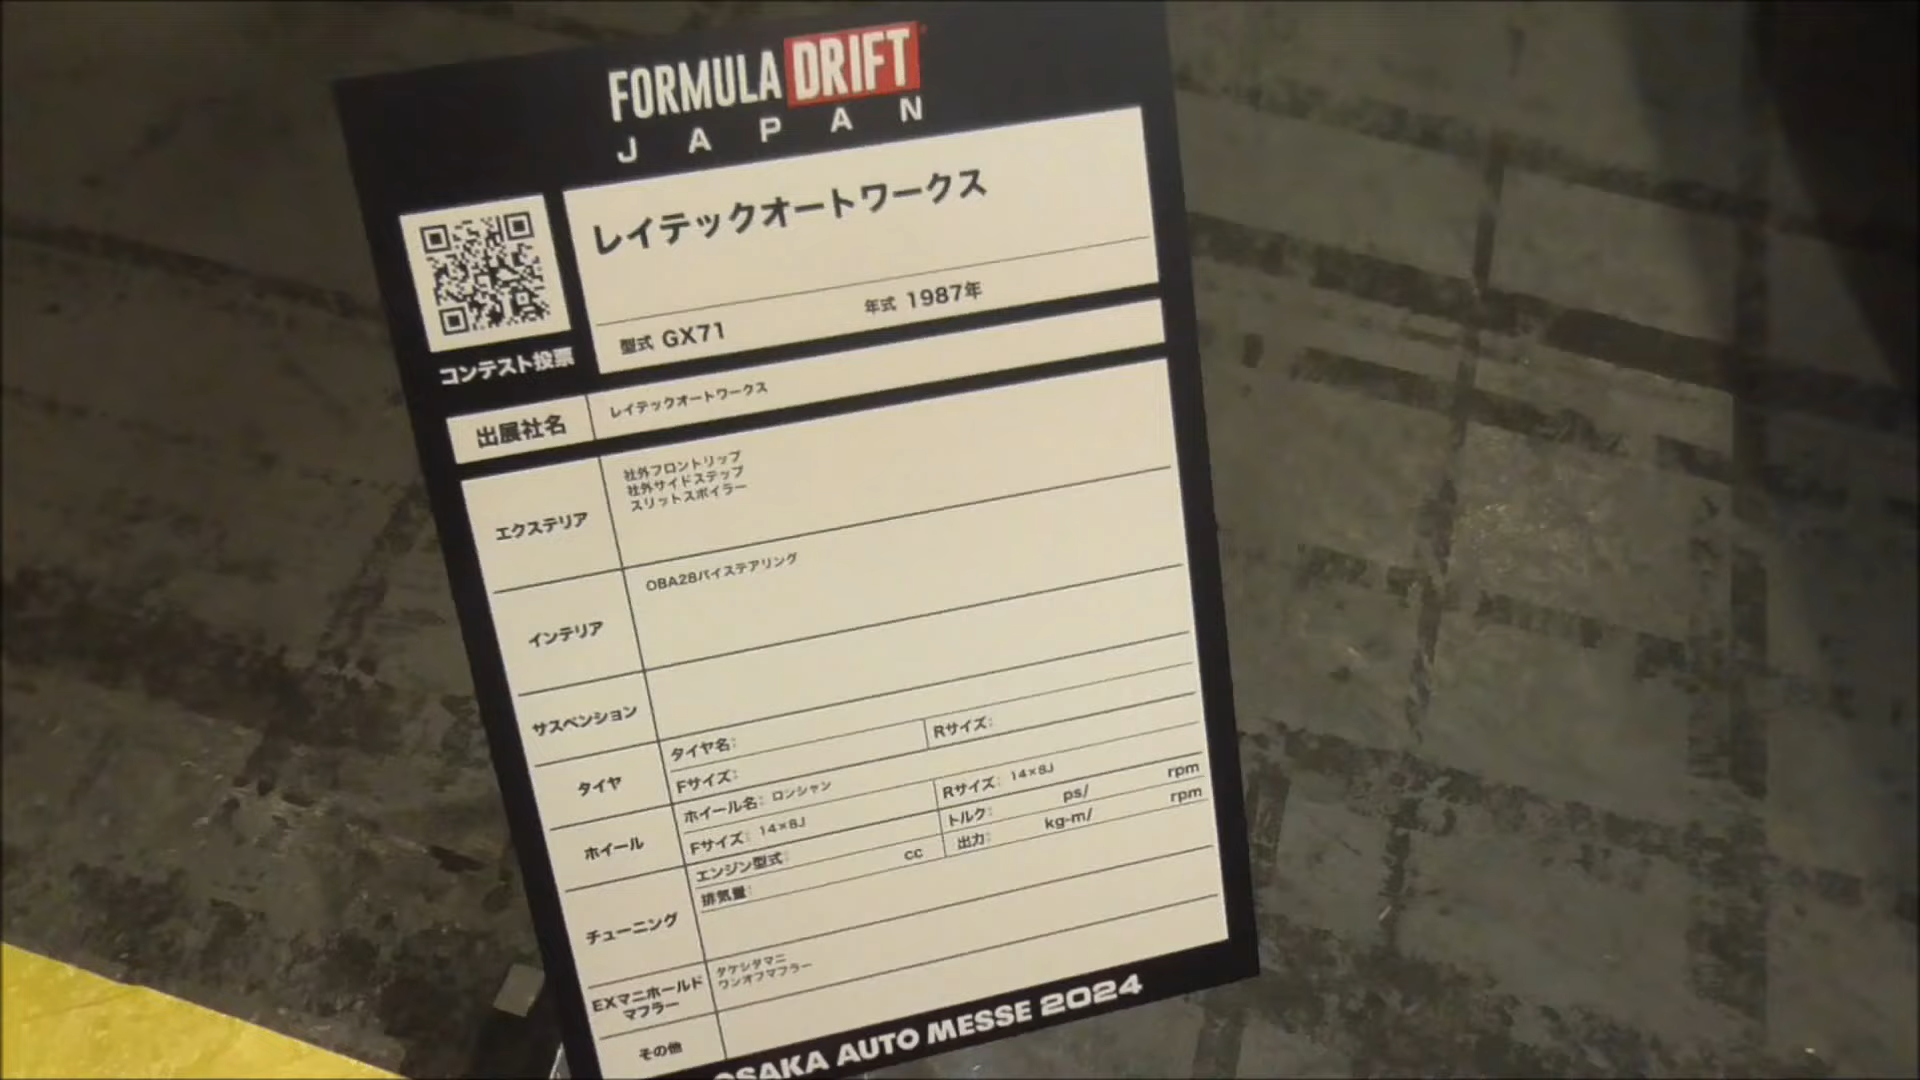 FORMULA DRIFT
JAPAN
レイテックオートワークス
型式 GX71 年式 1987年
コンテスト投票
出展社名 レイテックオートワークス
エクステリア
社外フロントリップ
社外サイドステップ
スリットスポイラー
インテリア
OBA28パイステアリング
サスペンション
タイヤ
タイヤ名: Rサイズ:
Fサイズ:
ホイール
ホイール名: ロンシャン
Fサイズ: 14×8J Rサイズ: 14×8J
チューニング
エンジン型式: トルク: ps/ rpm
排気量: cc 出力: kg-m/ rpm
EXマニホールド
マフラー
タケシタマニ
ワンオフマフラー
その他
OSAKA AUTO MESSE 2024